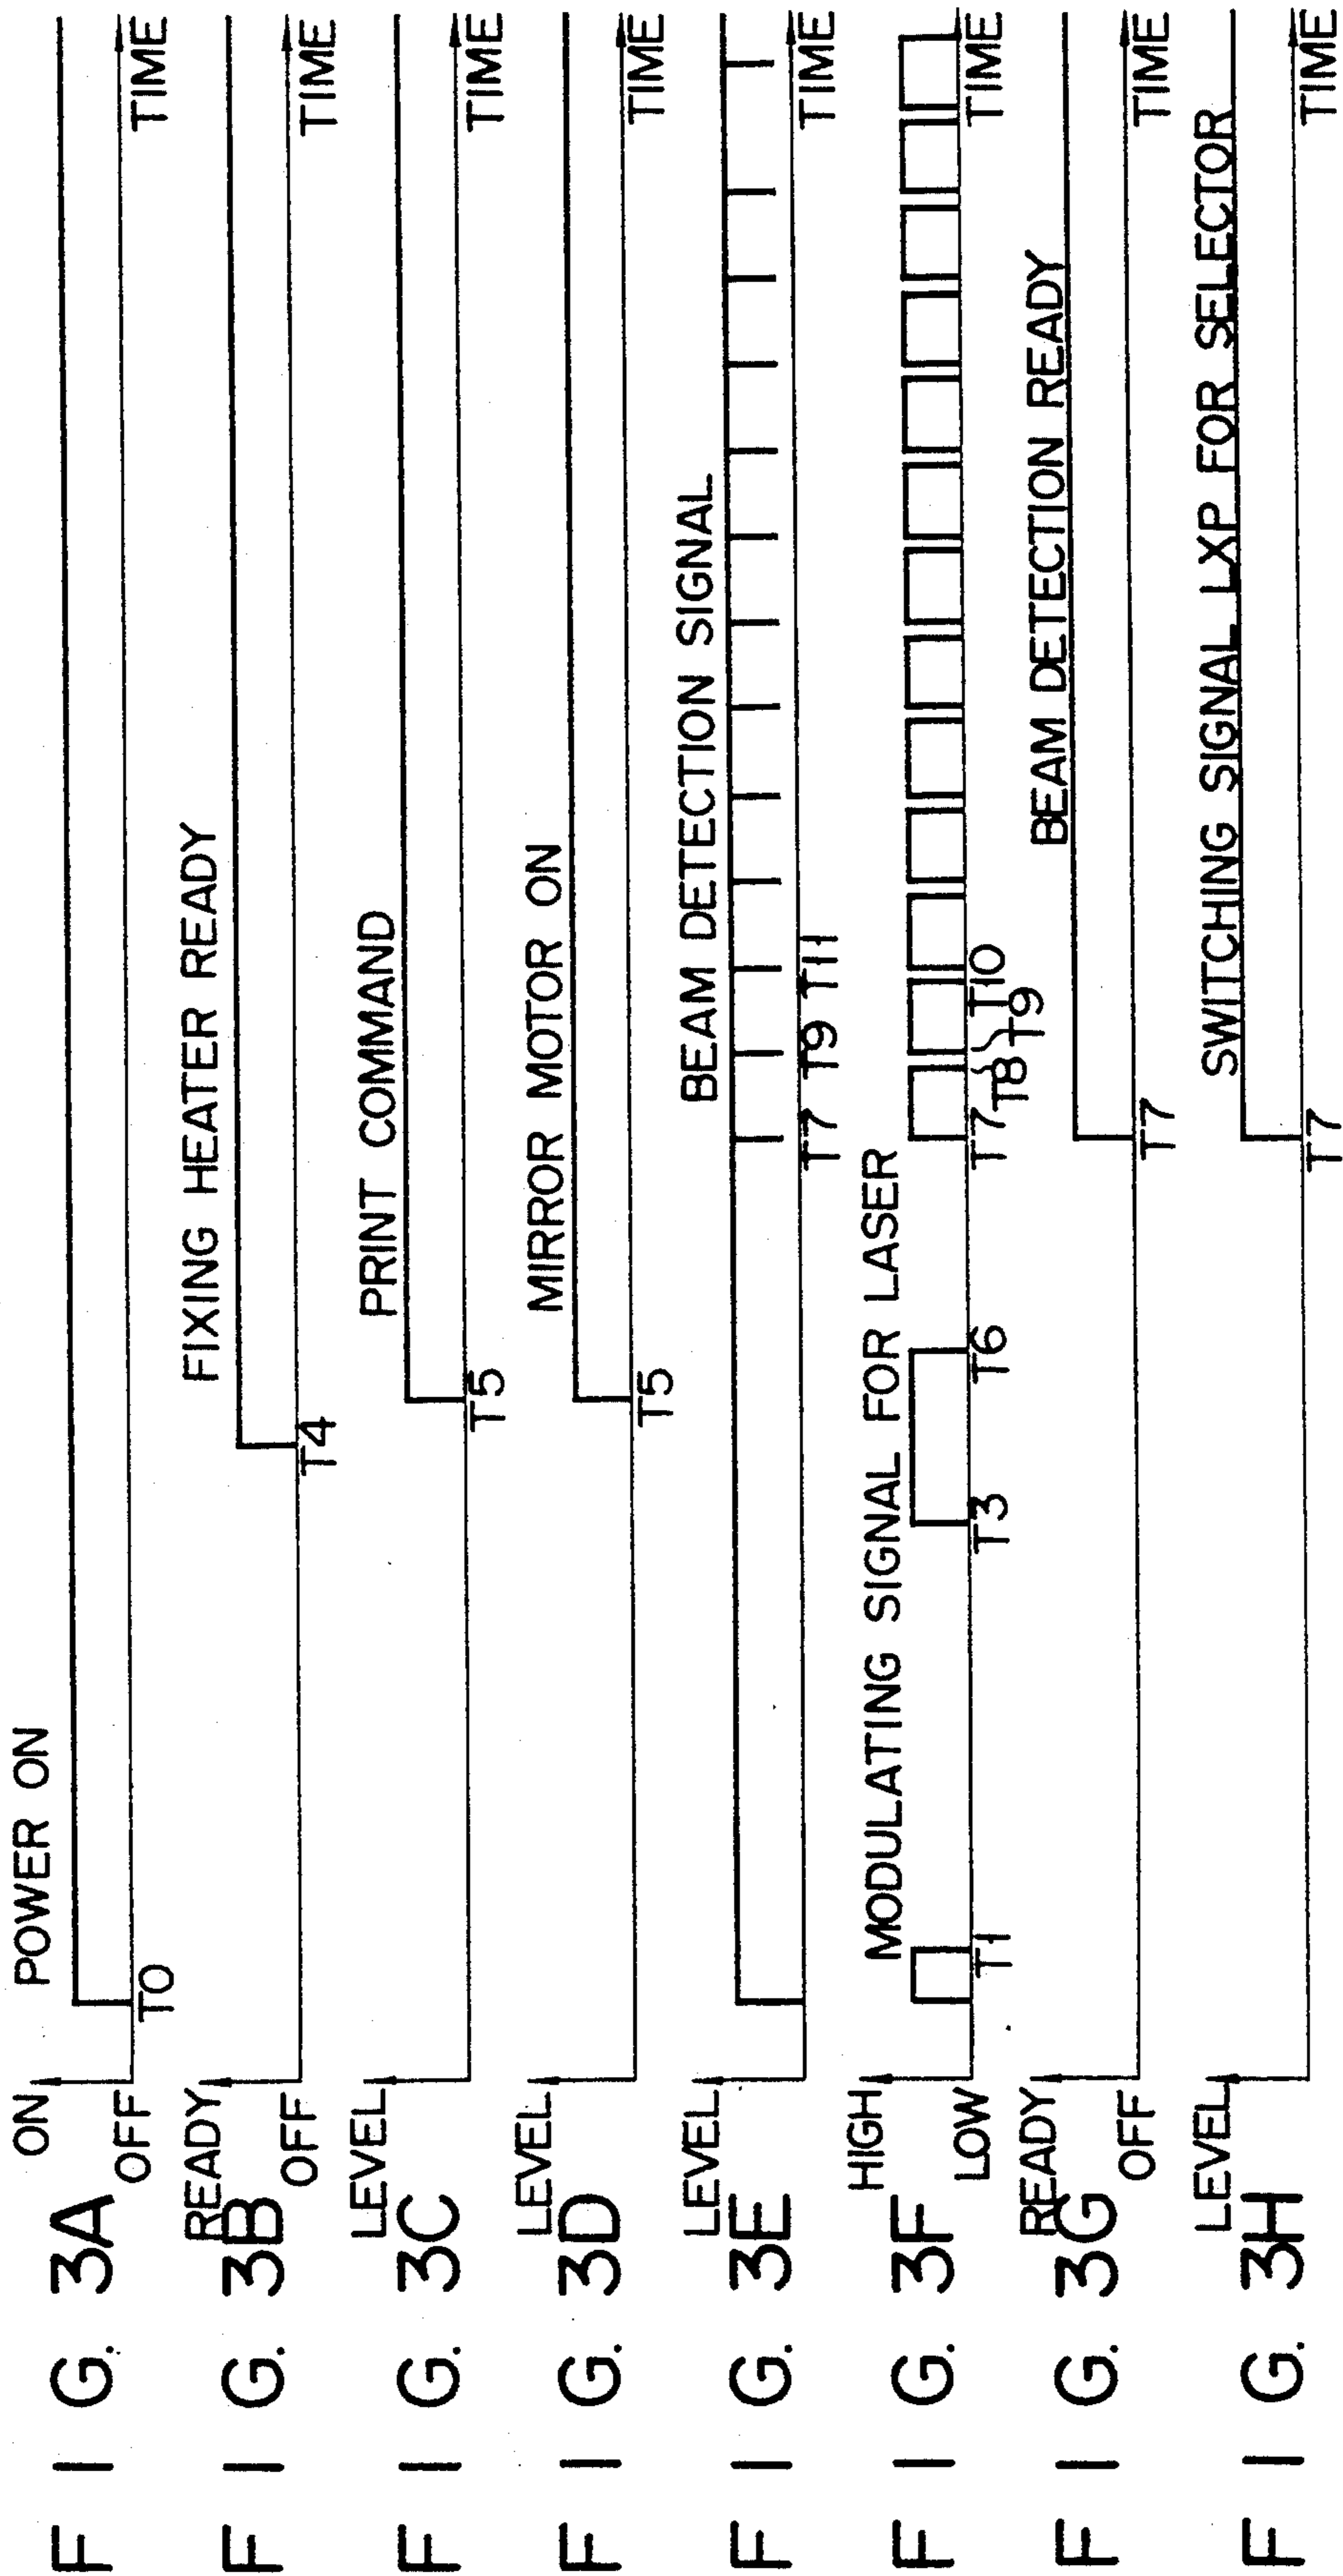 FIG. 3A
ON
OFF
POWER ON
T0
TIME
FIG. 3B
READY
OFF
FIXING HEATER READY
T4
TIME
FIG. 3C
LEVEL
PRINT COMMAND
T5
TIME
FIG. 3D
LEVEL
MIRROR MOTOR ON
T5
TIME
FIG. 3E
LEVEL
BEAM DETECTION SIGNAL
T7 T9 T11
TIME
FIG. 3F
HIGH
LOW
MODULATING SIGNAL FOR LASER
T1 T3 T6 T7 T8 T9 T10
TIME
FIG. 3G
READY
OFF
BEAM DETECTION READY
T7
TIME
FIG. 3H
LEVEL
SWITCHING SIGNAL LXP FOR SELECTOR
T7
TIME